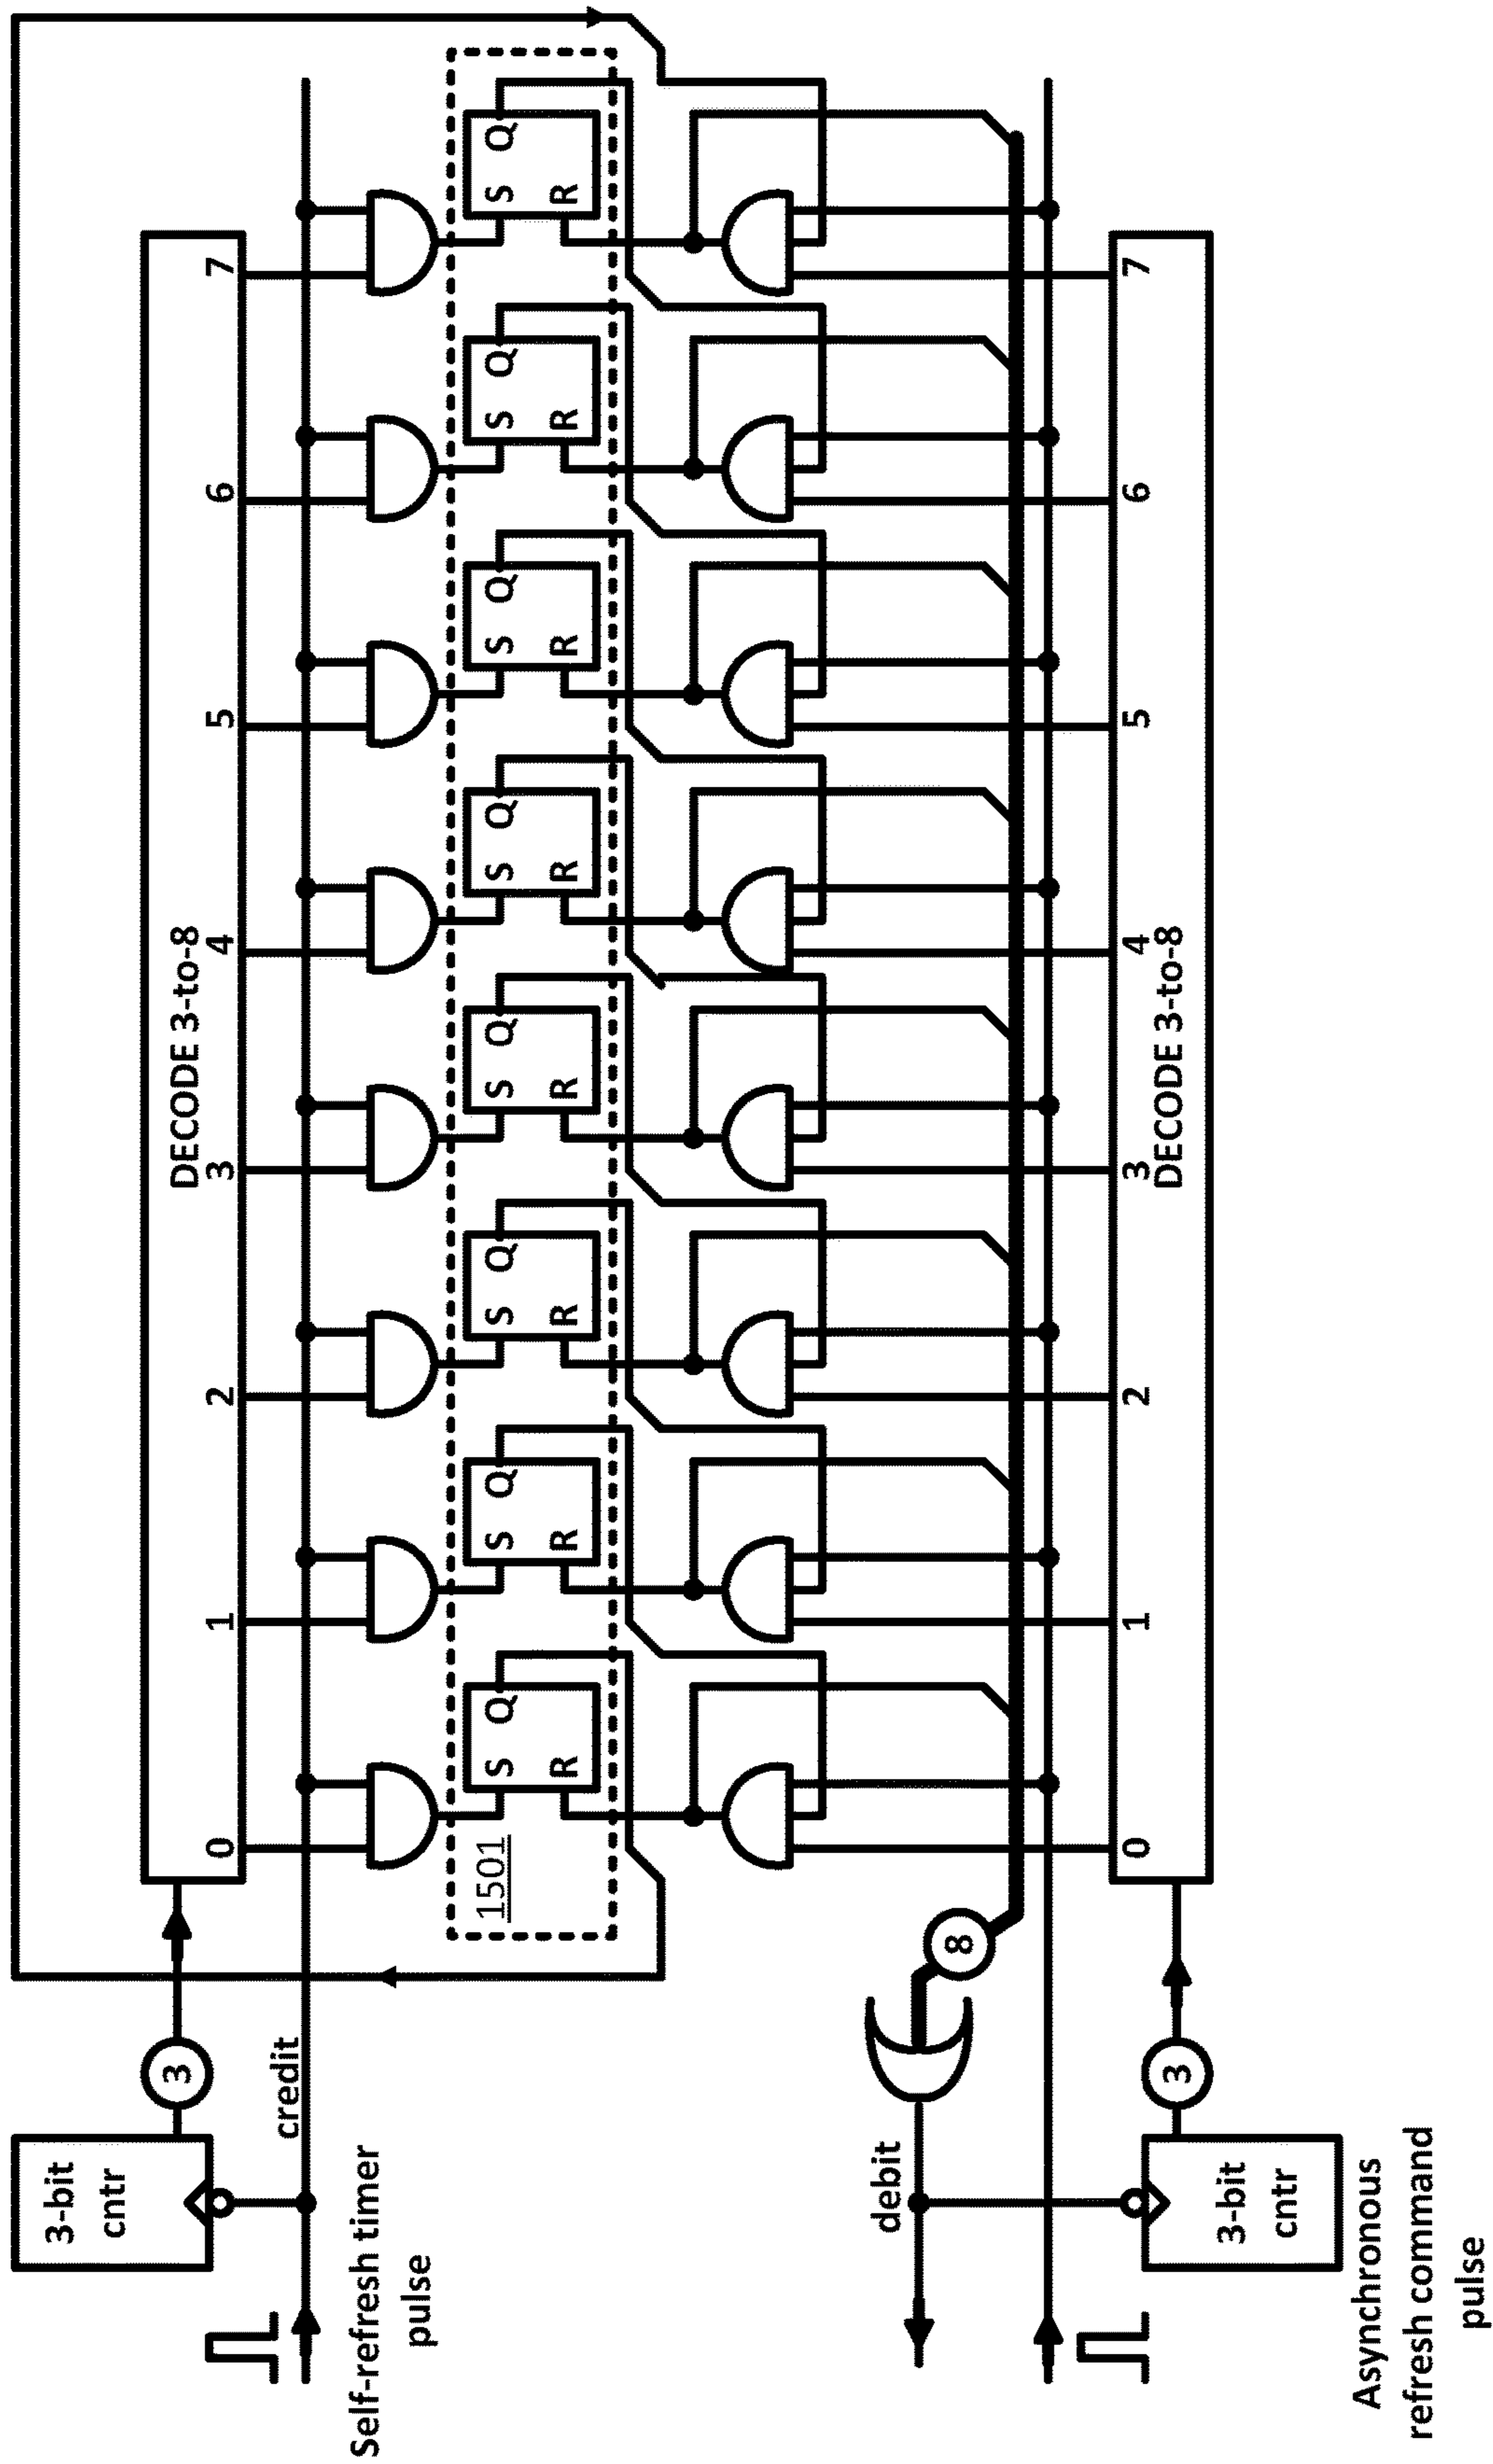 3-bit
cntr
3
DECODE 3-to-8
0 1 2 3 4 5 6 7
credit
Self-refresh timer
pulse
1501
S Q S Q S Q S Q S Q S Q S Q S Q
R R R R R R R R
debit
8
0 1 2 3 4 5 6 7
DECODE 3-to-8
3
3-bit
cntr
Asynchronous
refresh command
pulse